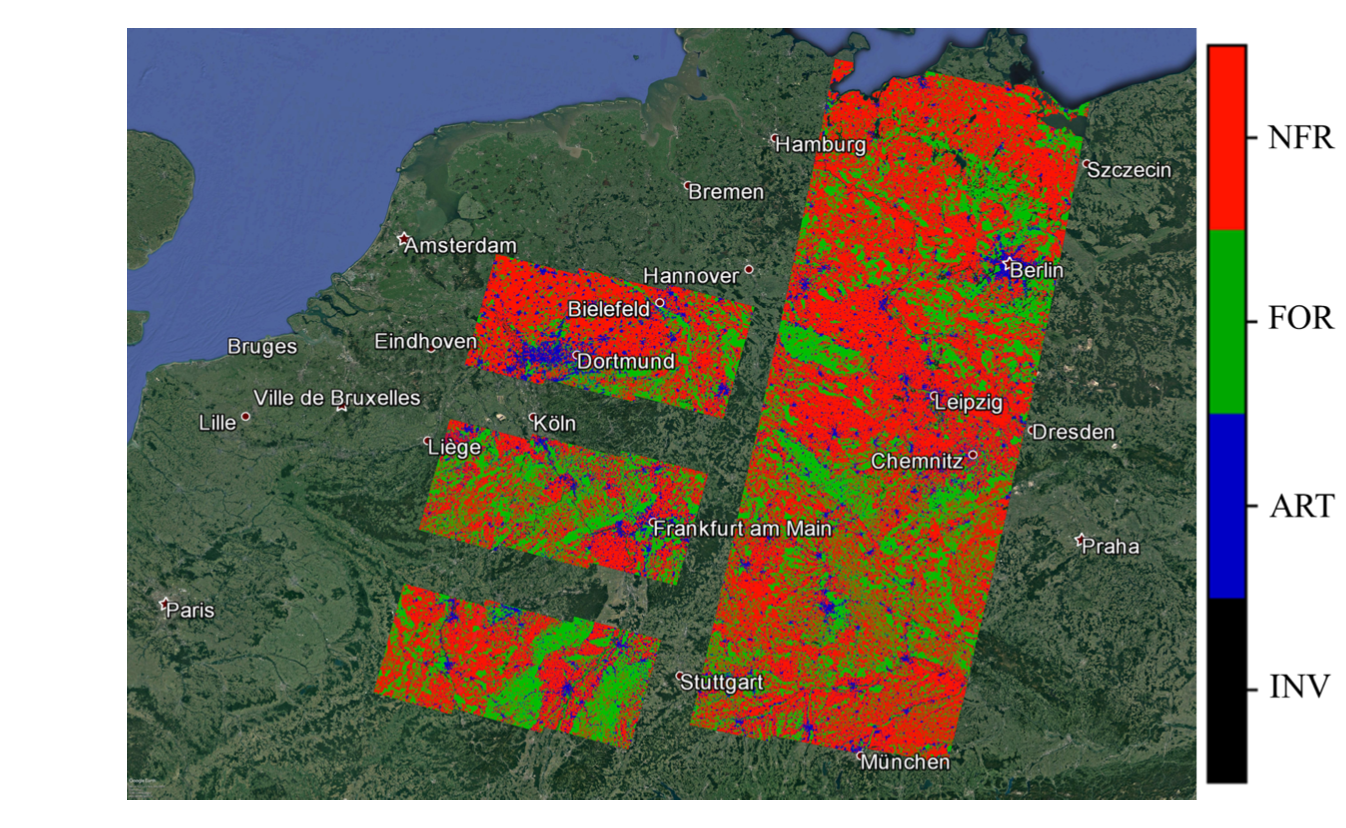 Hamburg
NFR
Szczecin
Bremen
Amsterdam
Hannover
Berlin
Bielefeld
FOR
Bruges
Eindhoven
Dortmund
Ville de Bruxelles
Leipzig
Lille
Köln
Dresden
Liège
Chemnitz
ART
Frankfurt am Main
Praha
Paris
Stuttgart
INV
München